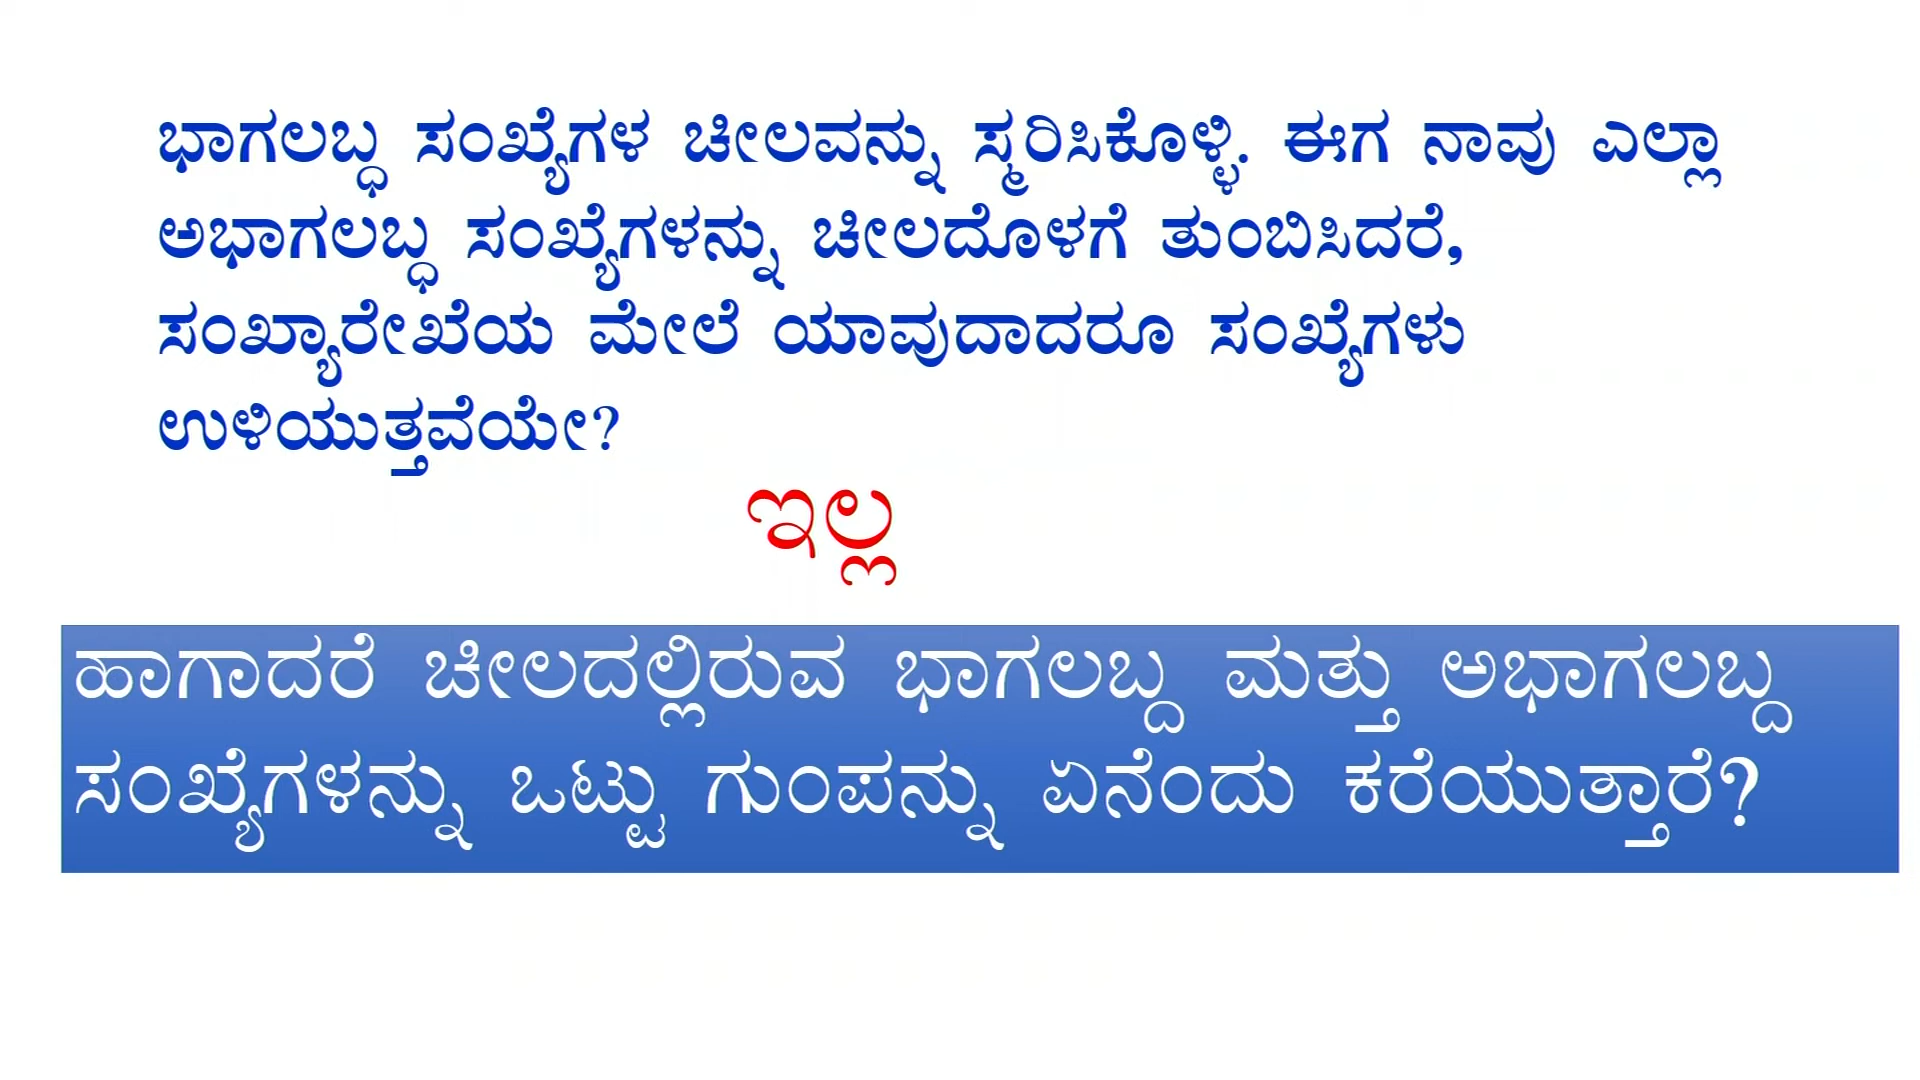 ಭಾಗಲಬ್ಧ ಸಂಖ್ಯೆಗಳ ಚೀಲವನ್ನು ಸ್ಮರಿಸಿಕೊಳ್ಳಿ. ಈಗ ನಾವು ಎಲ್ಲಾ
ಅಭಾಗಲಬ್ಧ ಸಂಖ್ಯೆಗಳನ್ನು ಚೀಲದೊಳಗೆ ತುಂಬಿಸಿದರೆ,
ಸಂಖ್ಯಾರೇಖೆಯ ಮೇಲೆ ಯಾವುದಾದರೂ ಸಂಖ್ಯೆಗಳು
ಉಳಿಯುತ್ತವೆಯೇ?
ಇಲ್ಲ
ಹಾಗಾದರೆ ಚೀಲದಲ್ಲಿರುವ ಭಾಗಲಬ್ದ ಮತ್ತು ಅಭಾಗಲಬ್ದ
ಸಂಖ್ಯೆಗಳನ್ನು ಒಟ್ಟು ಗುಂಪನ್ನು ಏನೆಂದು ಕರೆಯುತ್ತಾರೆ?